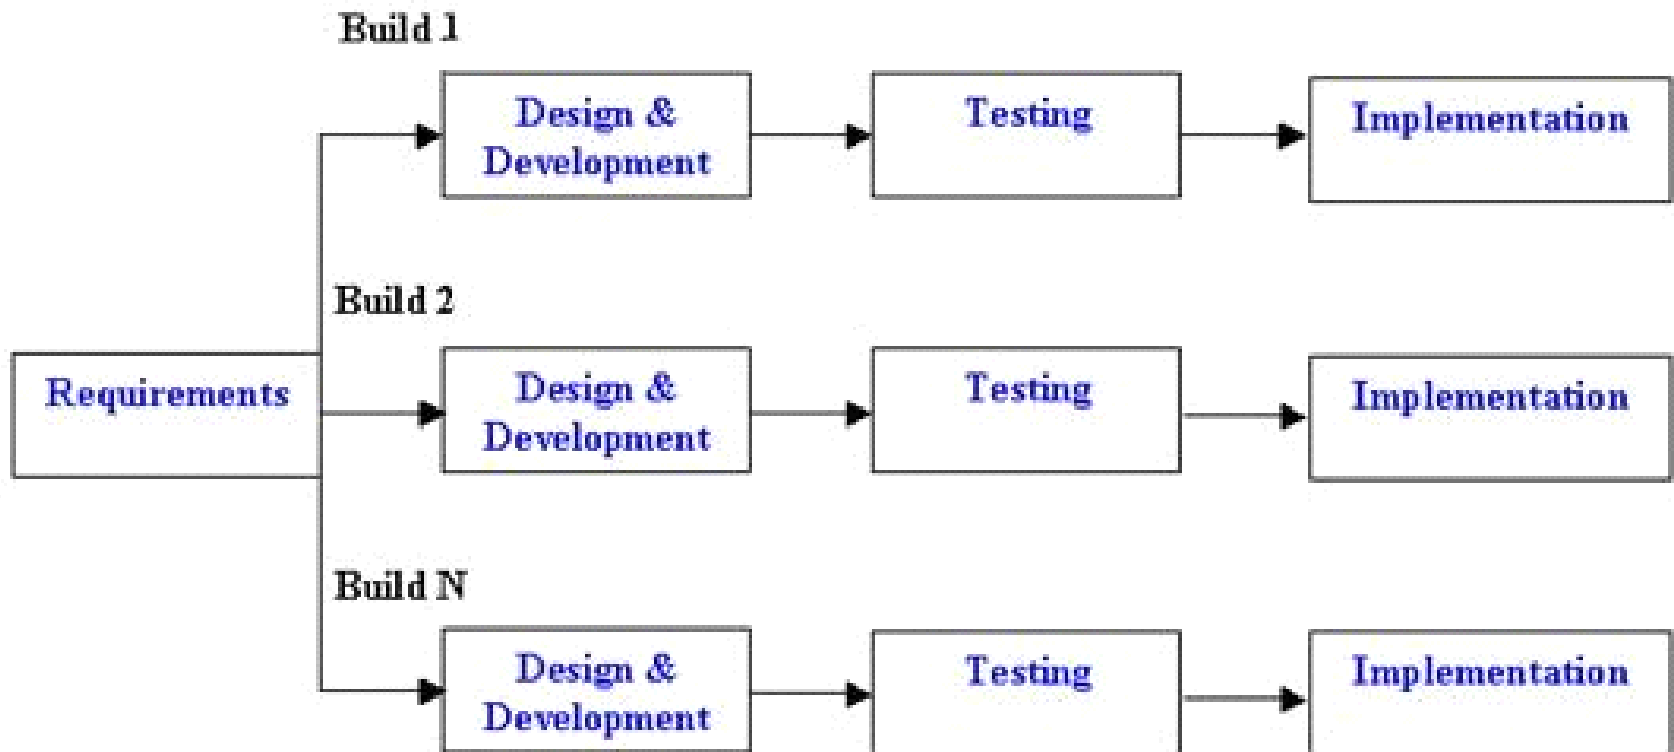 Build 1
Design &
Development
Testing
Implementation
Build 2
Requirements
Design &
Development
Testing
Implementation
Build N
Design &
Development
Testing
Implementation